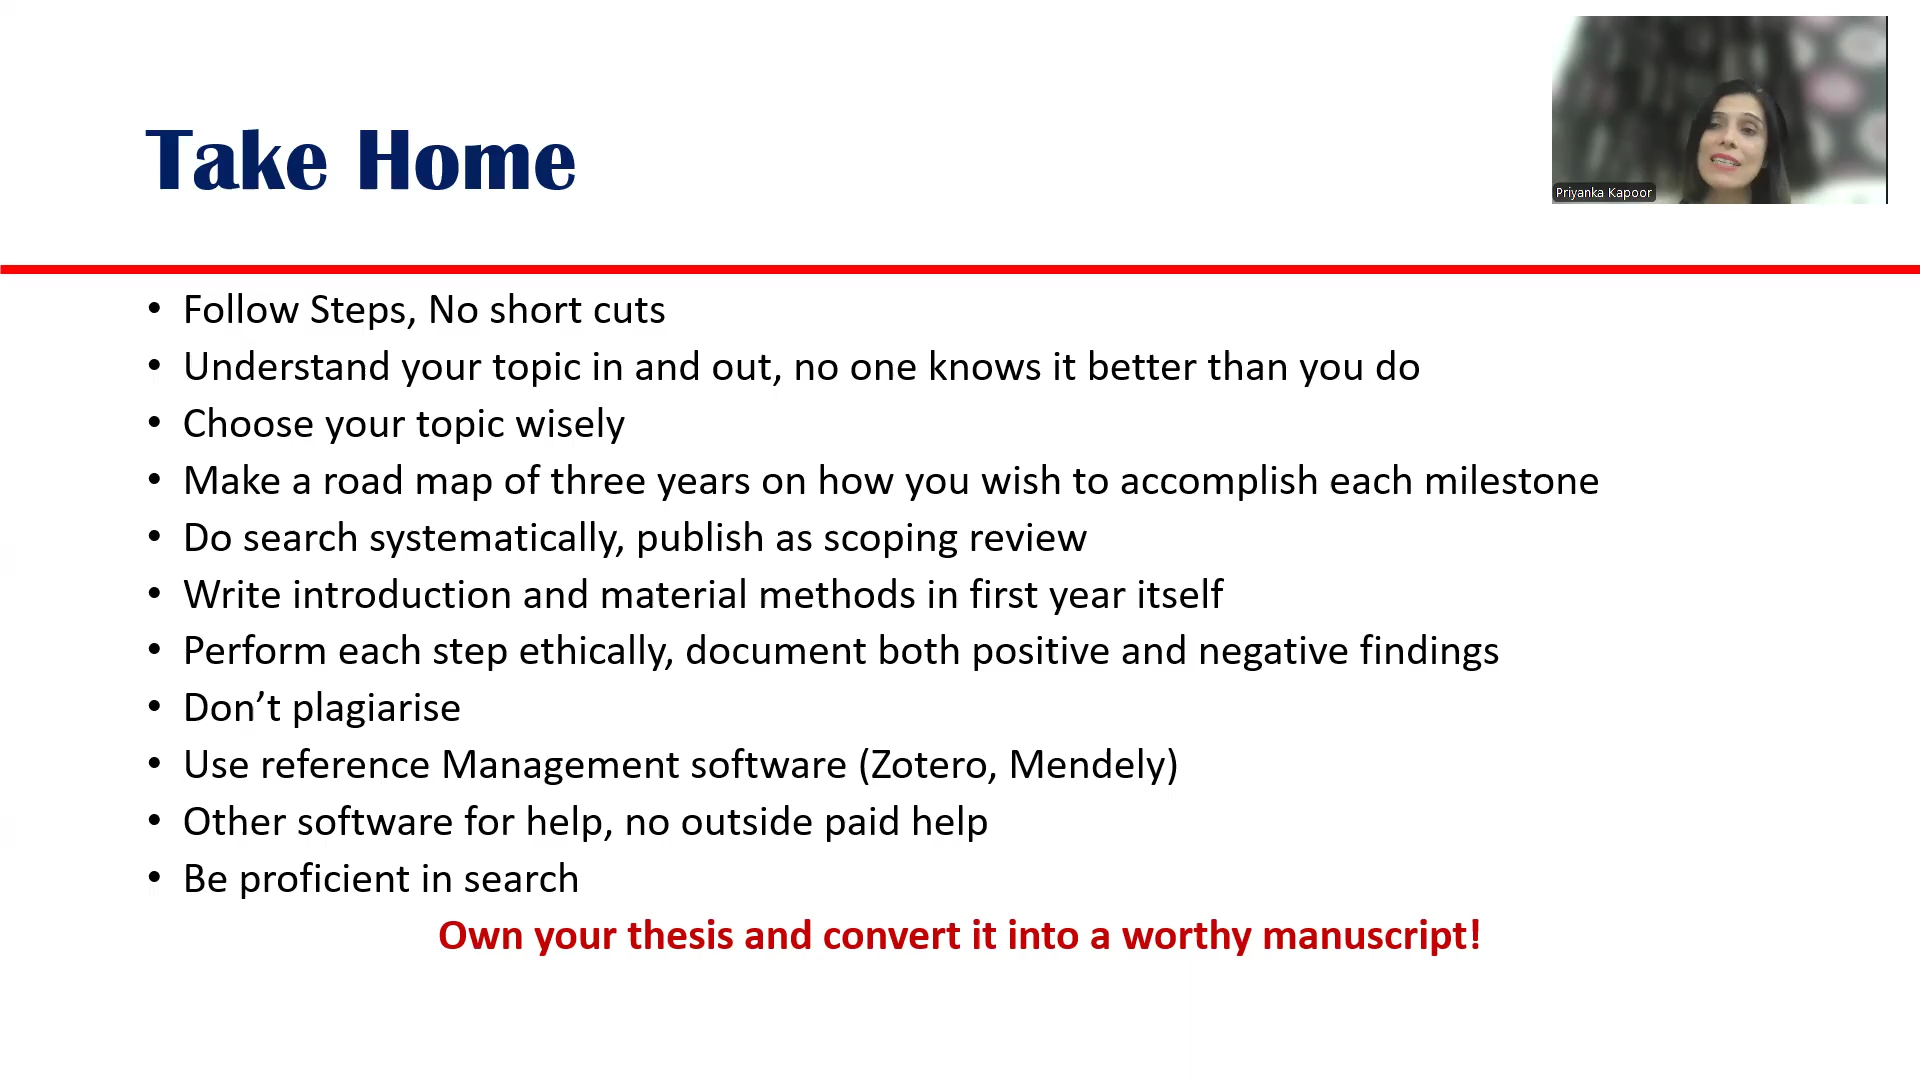 Take Home
Priyanka Kapoor
• Follow Steps, No short cuts
• Understand your topic in and out, no one knows it better than you do
• Choose your topic wisely
• Make a road map of three years on how you wish to accomplish each milestone
• Do search systematically, publish as scoping review
• Write introduction and material methods in first year itself
• Perform each step ethically, document both positive and negative findings
• Don’t plagiarise
• Use reference Management software (Zotero, Mendely)
• Other software for help, no outside paid help
• Be proficient in search
Own your thesis and convert it into a worthy manuscript!